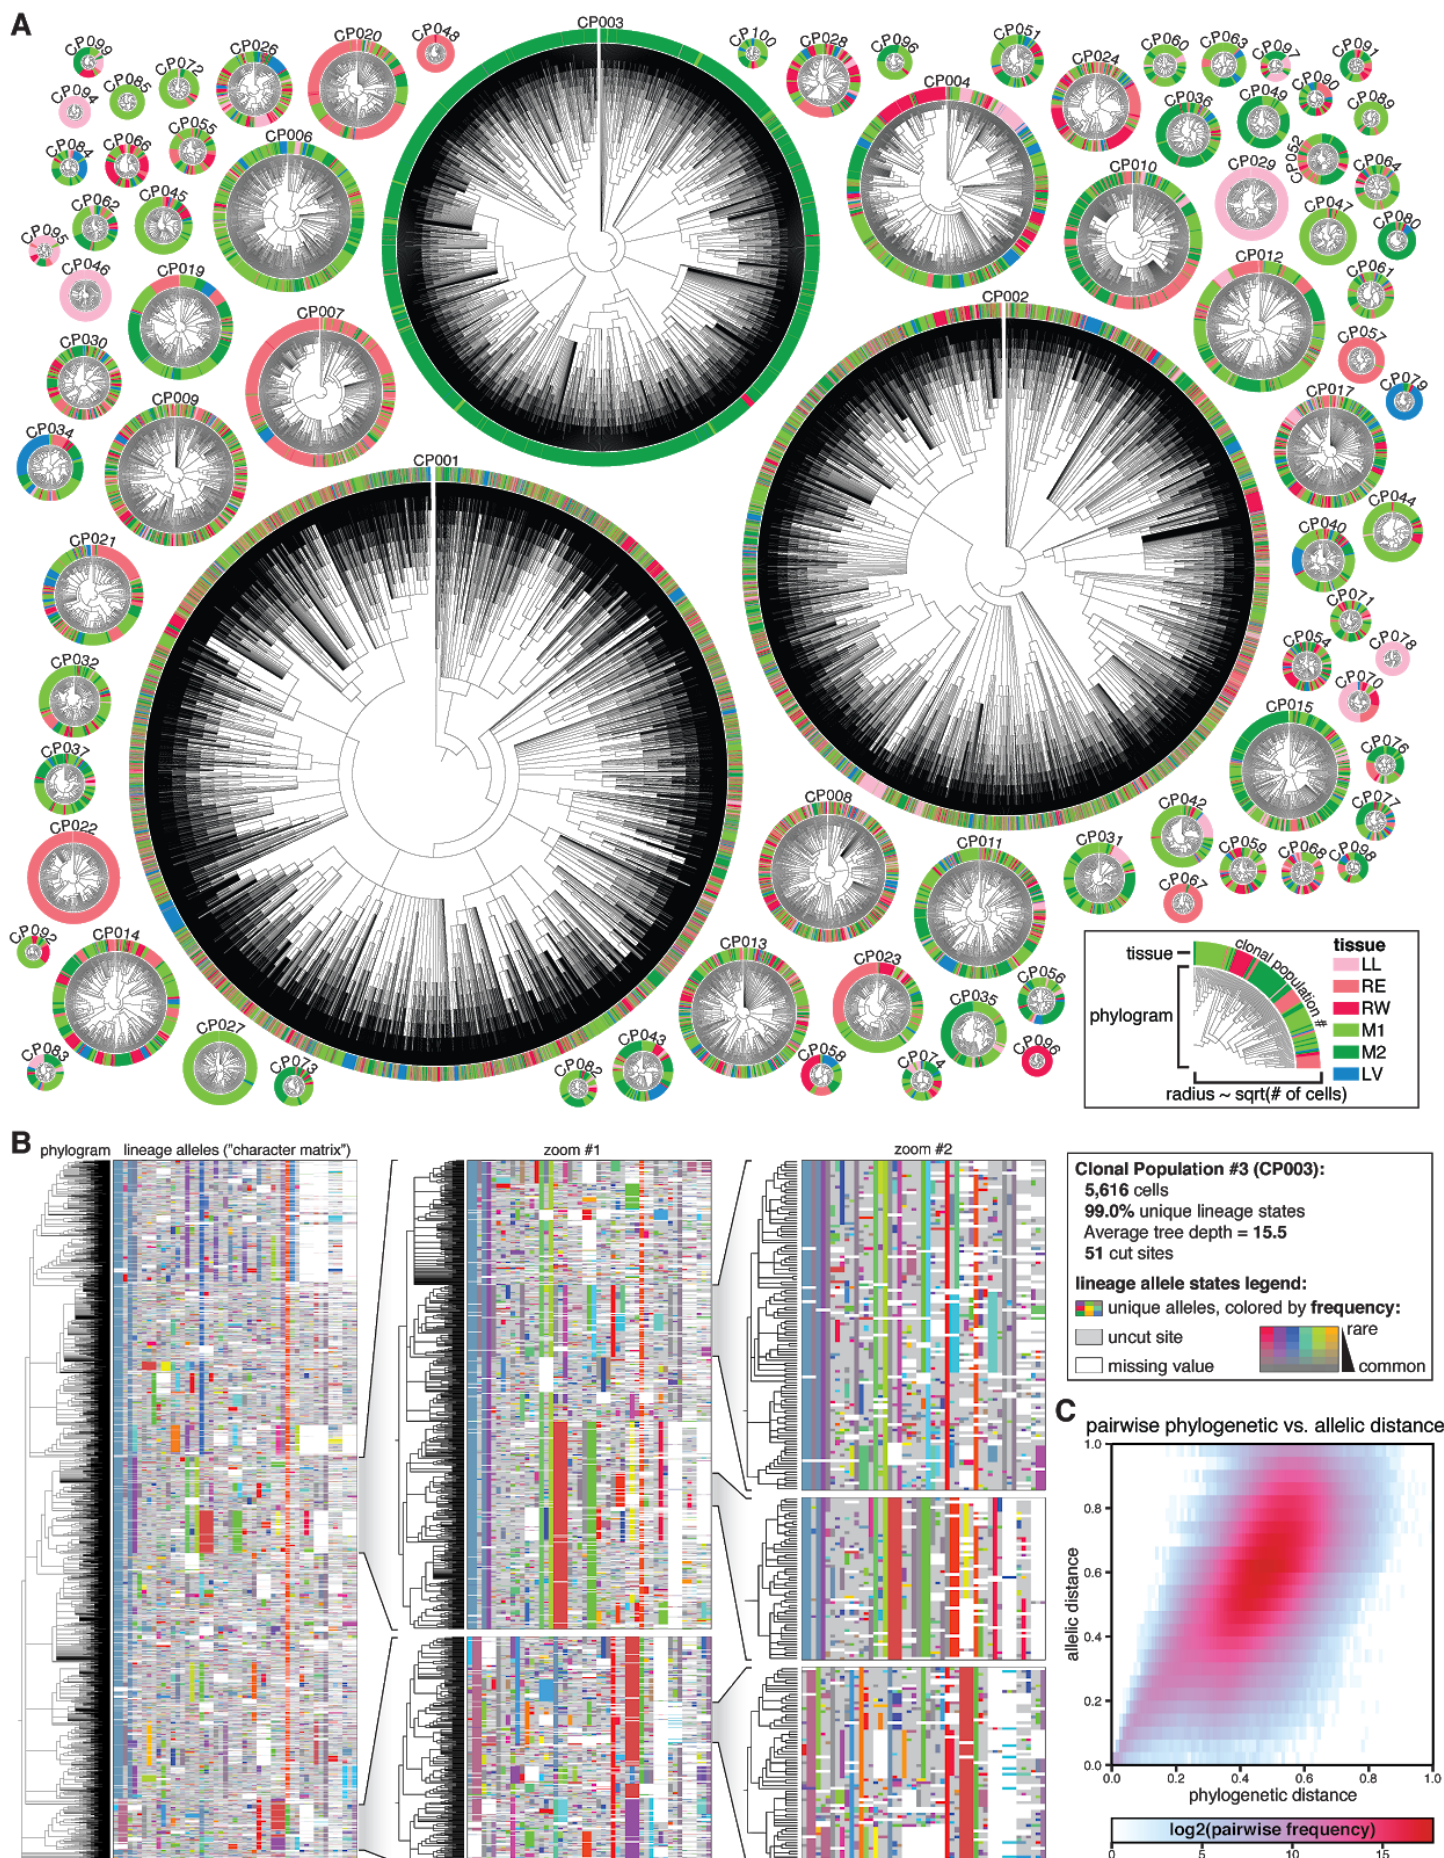 A
CP003
CP099
CP085
CP072
CP026
CP020
CP048
CP100
CP028
CP096
CP051
CP024
CP060
CP063
CP097
CP090
CP091
CP094
CP004
CP036
CP049
CP089
CP084
CP066
CP055
CP006
CP052
CP064
CP010
CP029
CP062
CP045
CP047
CP080
CP095
CP046
CP019
CP012
CP061
CP007
CP002
CP030
CP057
CP079
CP009
CP017
CP034
CP001
CP044
CP040
CP021
CP071
CP054
CP078
CP032
CP070
CP015
CP037
CP076
CP008
CP042
CP077
CP022
CP011
CP031
CP059
CP068
CP098
CP067
CP092
CP014
CP013
CP023
CP056
CP035
CP027
CP083
CP073
CP082
CP043
CP058
CP074
CP096
tissue
clonal population #
phylogram
radius ~ sqrt(# of cells)
tissue
LL
RE
RW
M1
M2
LV
B
phylogram
lineage alleles ("character matrix")
zoom #1
zoom #2
Clonal Population #3 (CP003):
5,616 cells
99.0% unique lineage states
Average tree depth = 15.5
51 cut sites
lineage allele states legend:
unique alleles, colored by frequency:
uncut site
missing value
rare
common
C
pairwise phylogenetic vs. allelic distance
1.0
0.8
0.6
0.4
0.2
0.0
allelic distance
0.0 0.2 0.4 0.6 0.8 1.0
phylogenetic distance
log2(pairwise frequency)
0 5 10 15